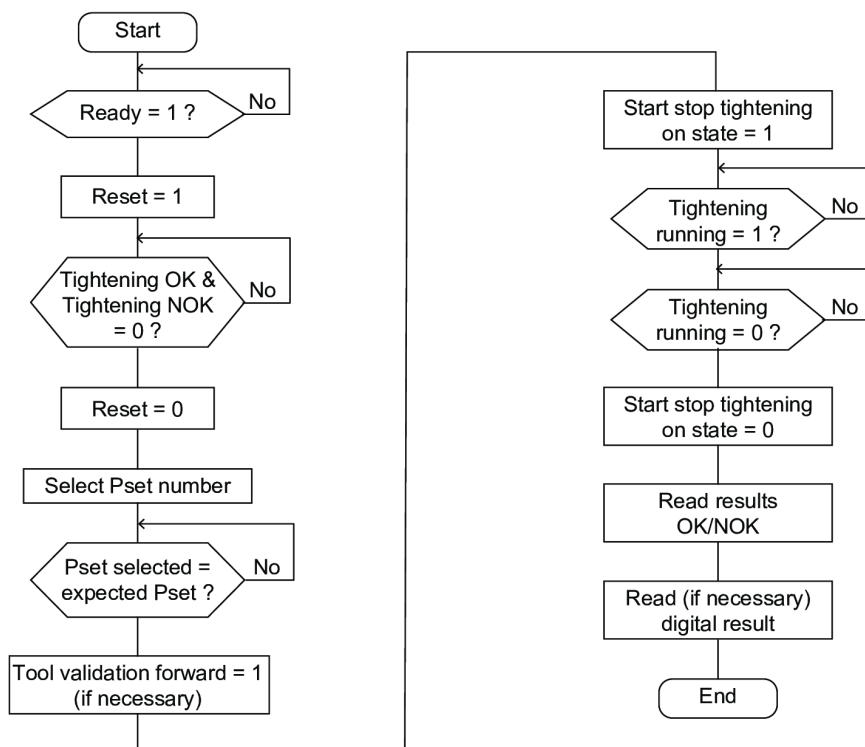 Start
Ready = 1 ?
No
Reset = 1
Tightening OK &
Tightening NOK
= 0 ?
No
Reset = 0
Select Pset number
Pset selected =
expected Pset ?
No
Tool validation forward = 1
(if necessary)
Start stop tightening
on state = 1
Tightening
running = 1 ?
No
Tightening
running = 0 ?
No
Start stop tightening
on state = 0
Read results
OK/NOK
Read (if necessary)
digital result
End